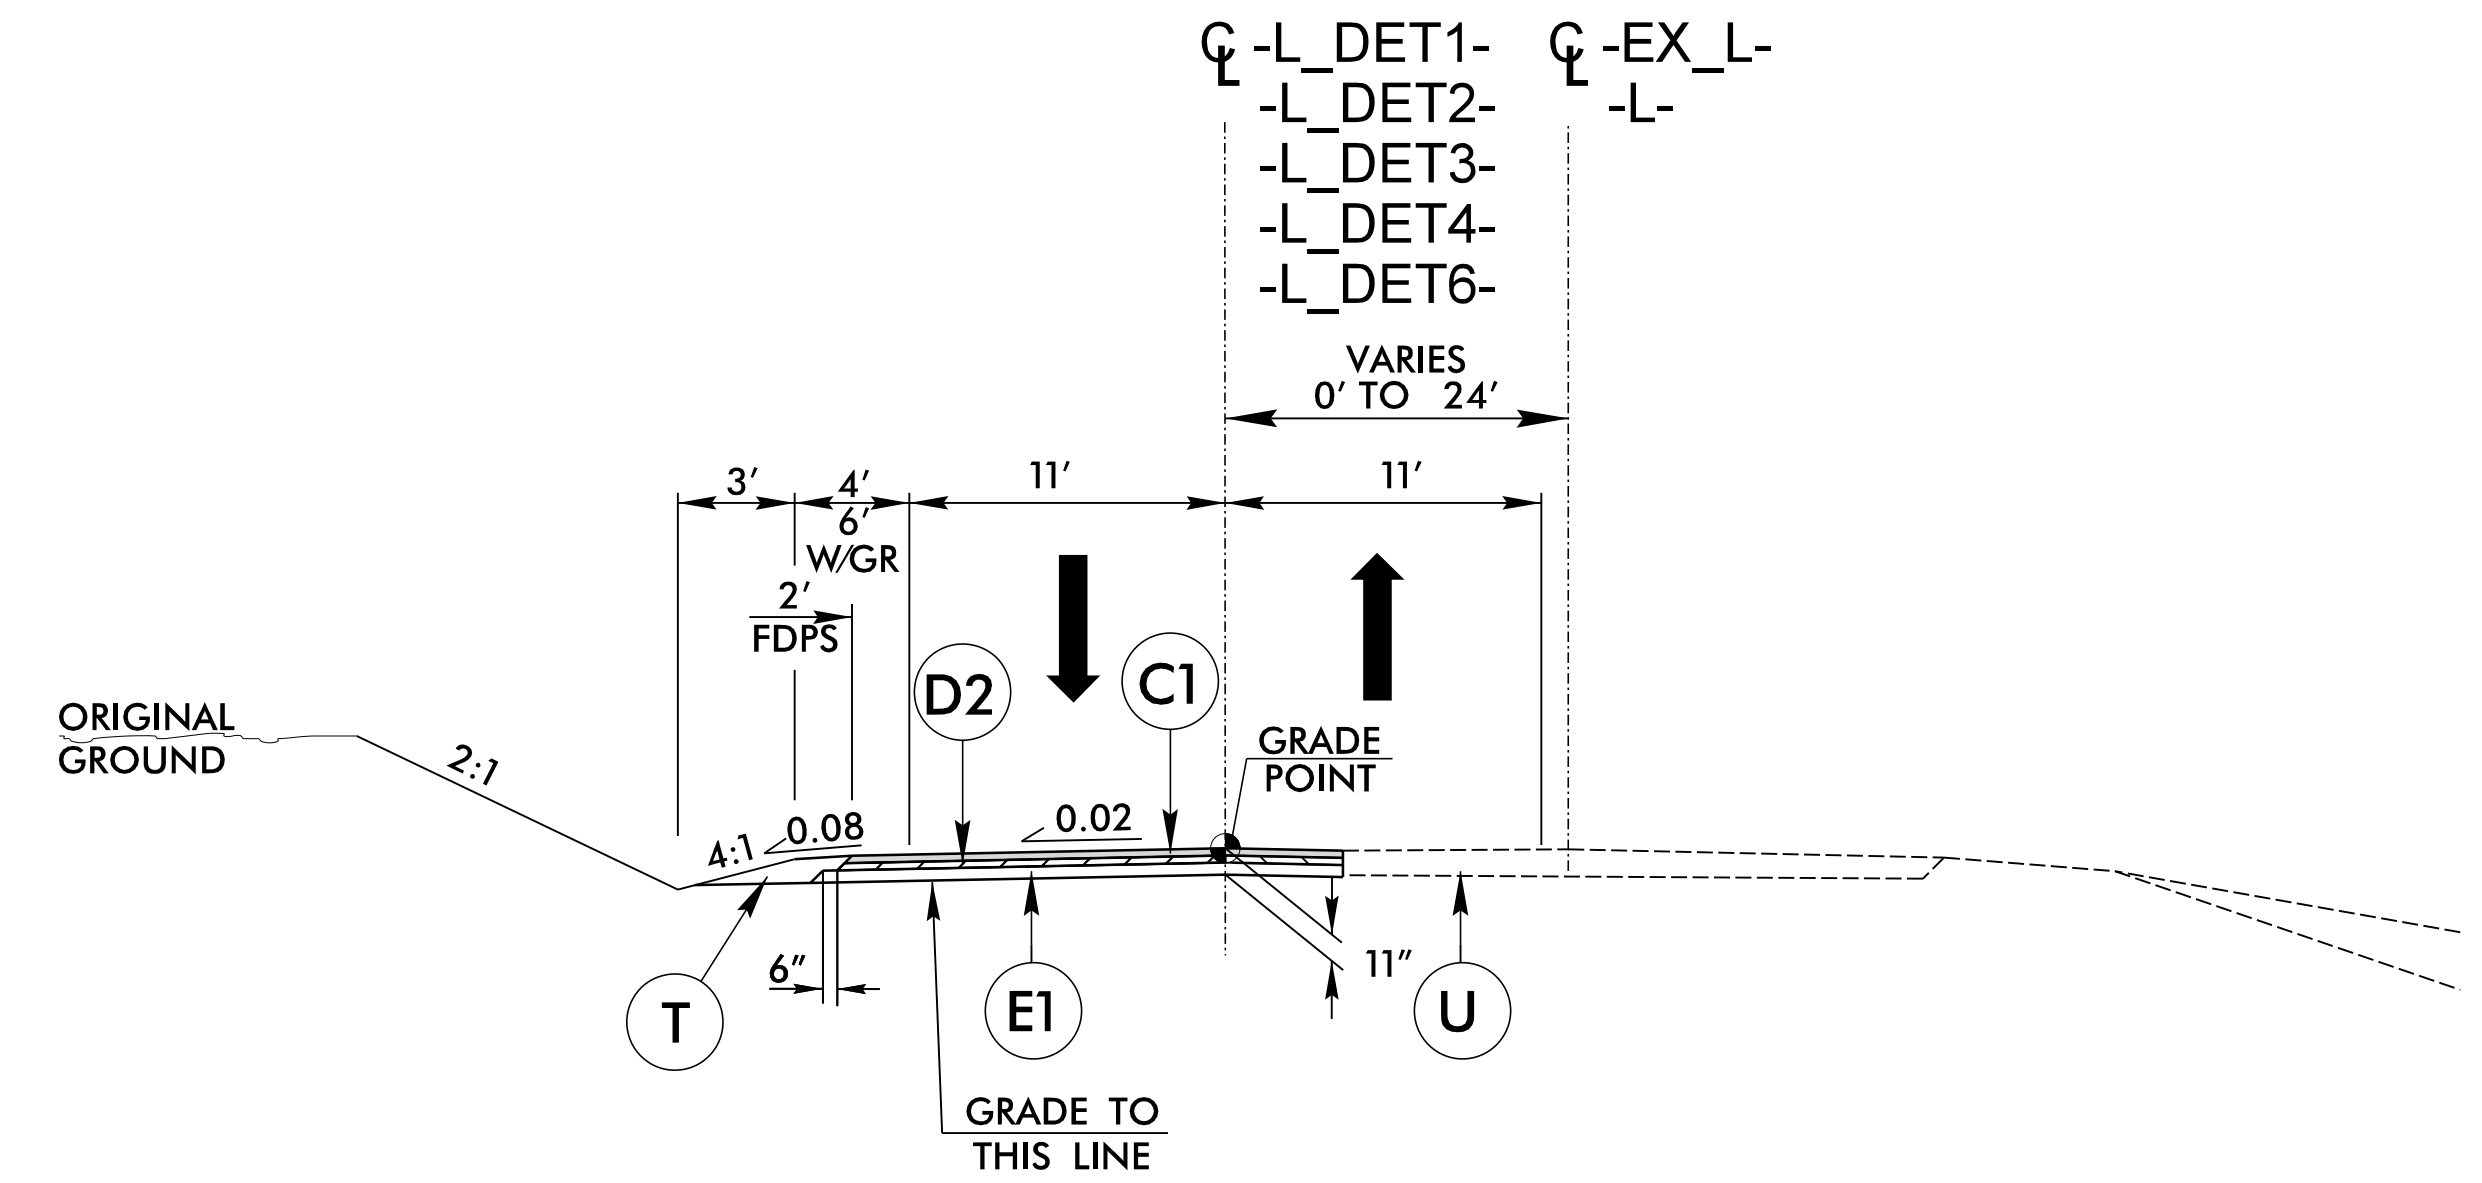 ℄ -L_DET1- ℄ -EX_L-
-L_DET2- -L-
-L_DET3-
-L_DET4-
-L_DET6-
VARIES
0' TO 24'
3' 4' 11' 11'
6'
W/GR
2'
FDPS
D2 C1
ORIGINAL
GROUND
2:1
GRADE
POINT
4:1 0.08 0.02
6" 11"
T E1 U
GRADE TO
THIS LINE